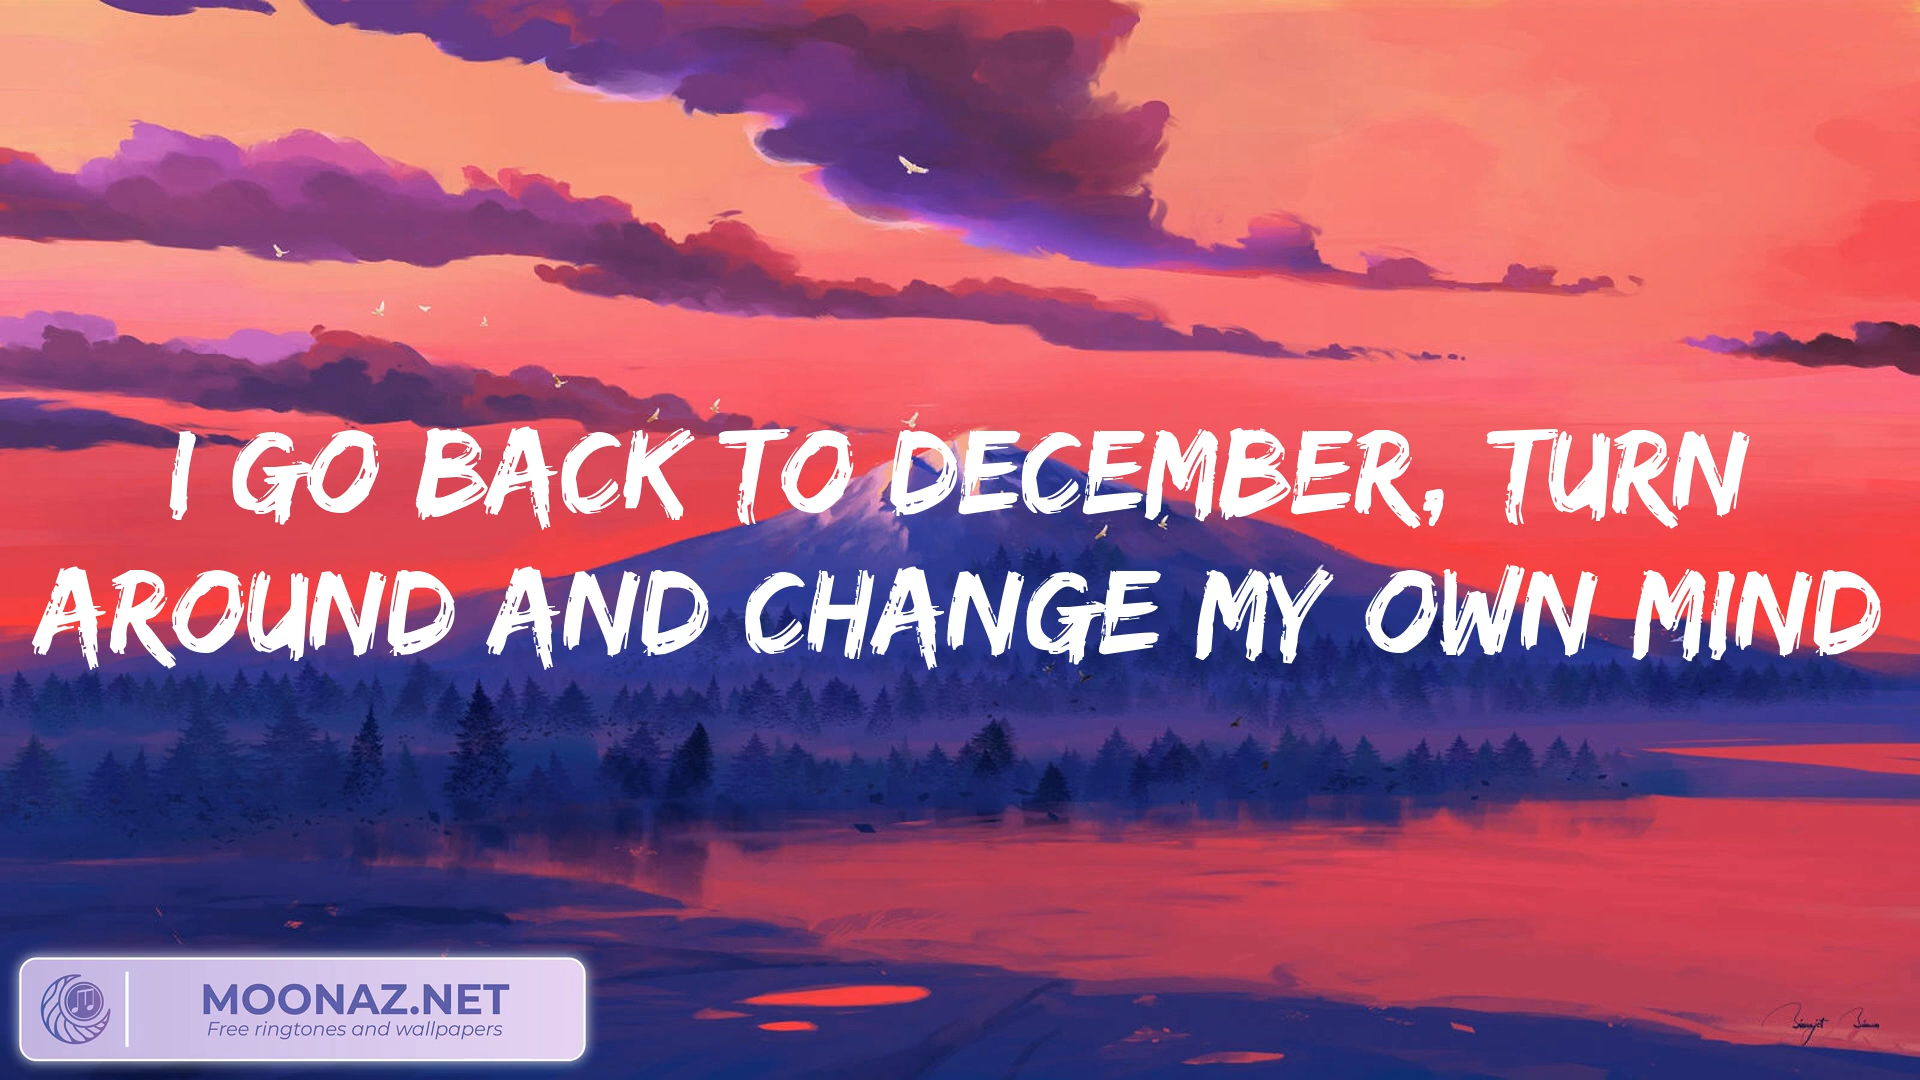 I GO BACK TO DECEMBER, TURN
AROUND AND CHANGE MY OWN MIND
MOONAZ.NET
Free ringtones and wallpapers